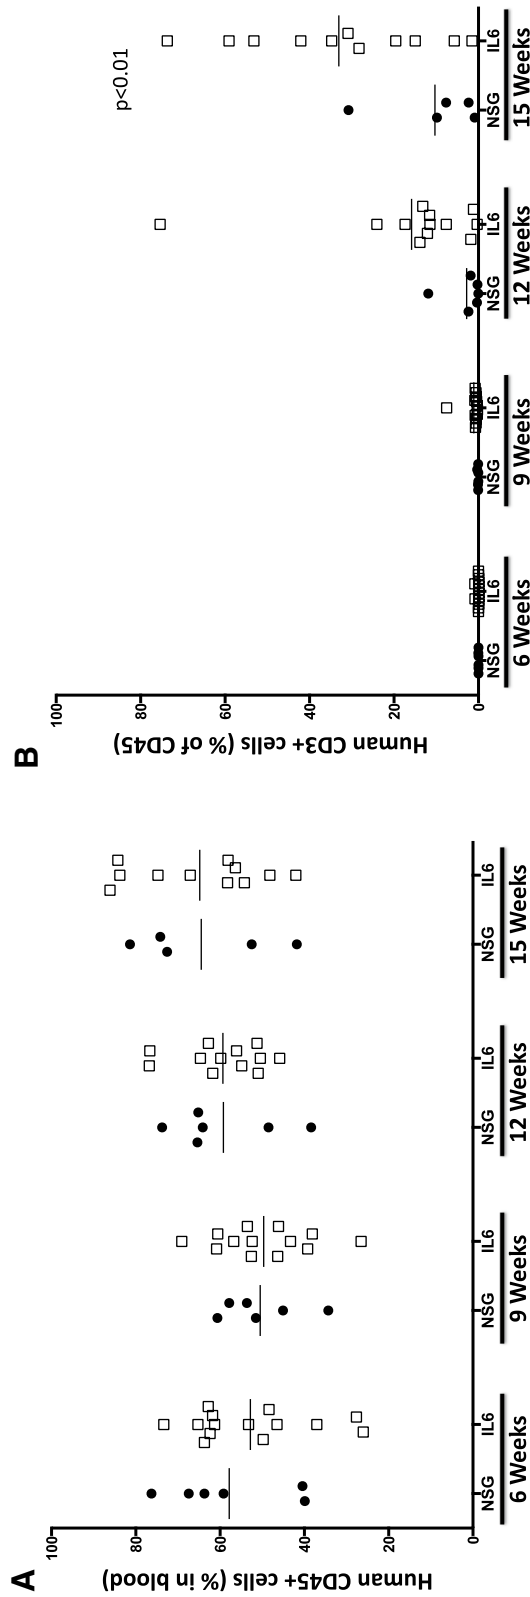 A
Human CD45+ cells (% in blood)
100
80
60
40
20
0
NSG IL6 NSG IL6 NSG IL6 NSG IL6
6 Weeks 9 Weeks 12 Weeks 15 Weeks
B
Human CD3+ cells (% of CD45)
100
80
60
40
20
0
p<0.01
NSG IL6 NSG IL6 NSG IL6 NSG IL6
6 Weeks 9 Weeks 12 Weeks 15 Weeks